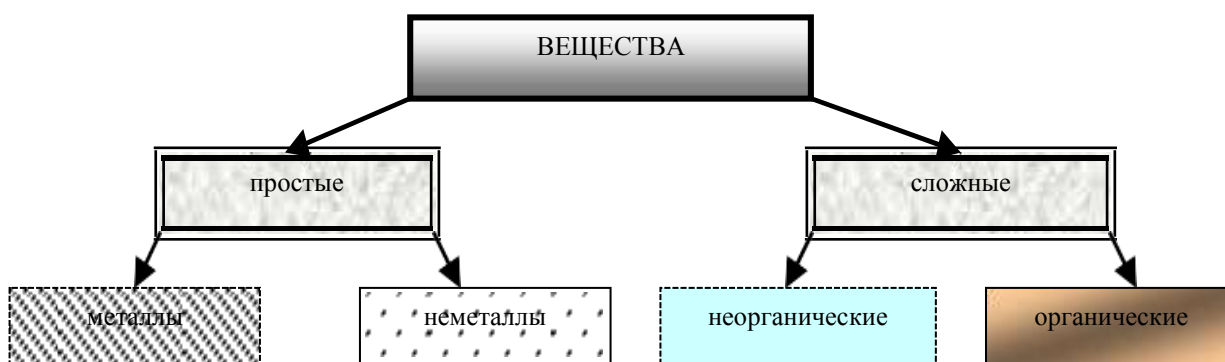 ВЕЩЕСТВА
простые
сложные
металлы
неметаллы
неорганические
органические